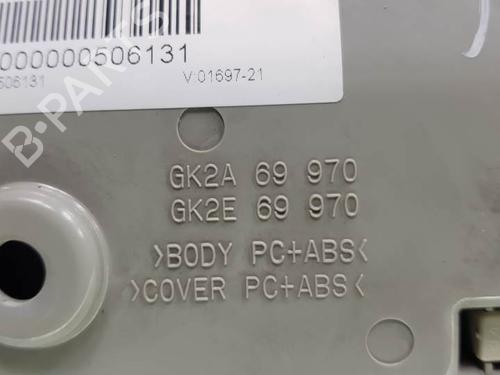 000000506131
506131
V:01697-21
B-PARTS
GK2A 69 970
GK2E 69 970
>BODY PC+ABS<
>COVER PC+ABS<